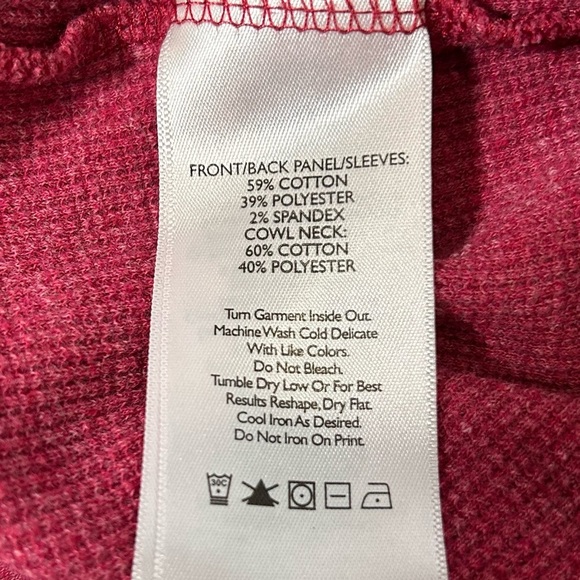 FRONT/BACK PANEL/SLEEVES:
59% COTTON
39% POLYESTER
2% SPANDEX
COWL NECK:
60% COTTON
40% POLYESTER
Turn Garment Inside Out.
Machine Wash Cold Delicate
With Like Colors.
Do Not Bleach.
Tumble Dry Low Or For Best
Results Reshape, Dry Flat.
Cool Iron As Desired.
Do Not Iron On Print.
30C